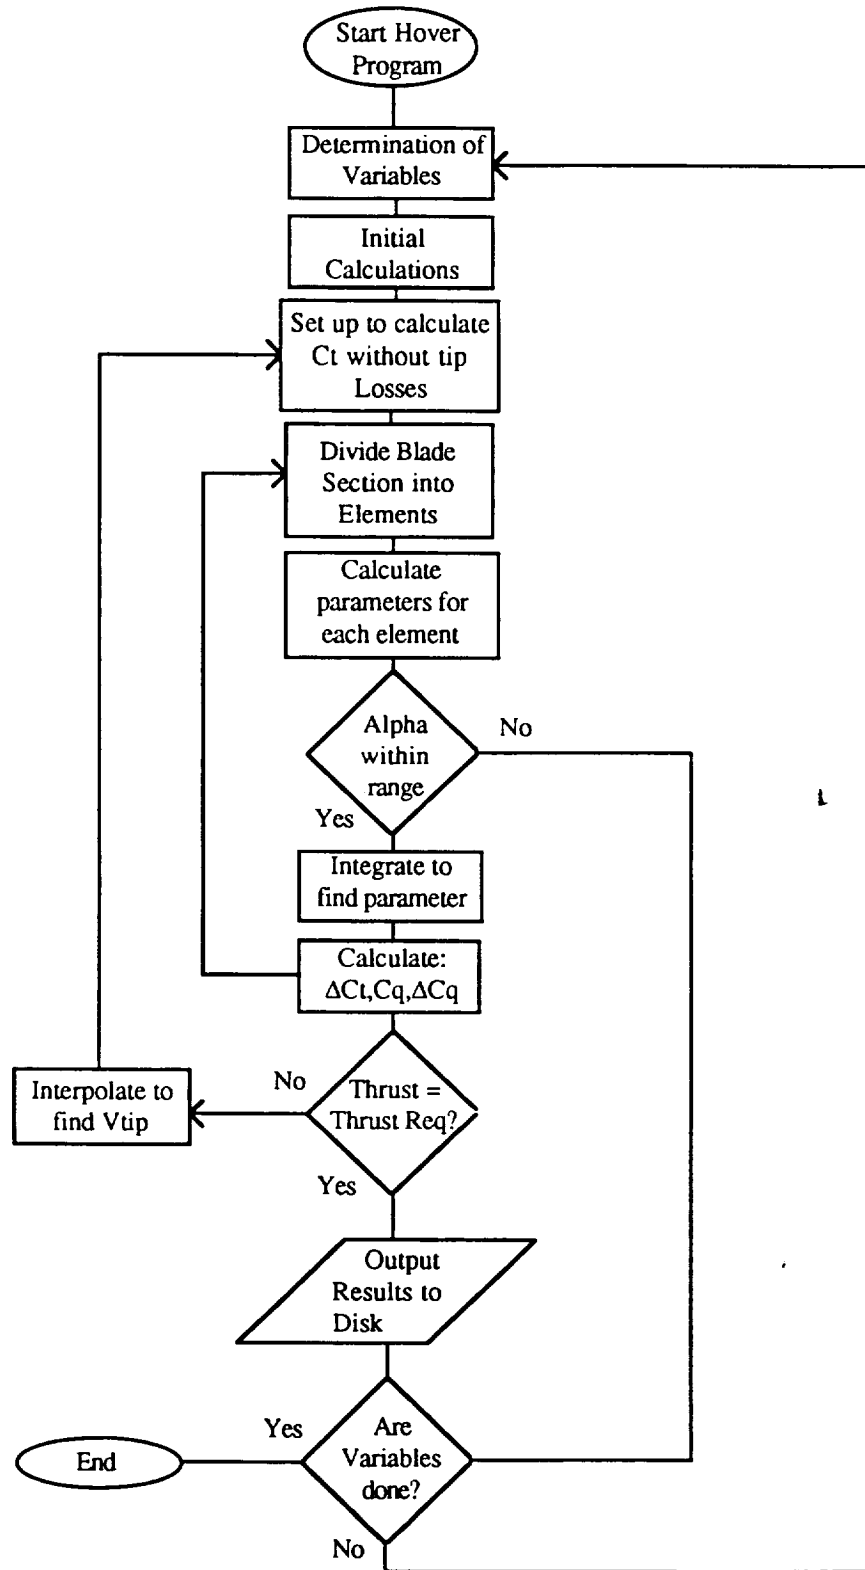 Start Hover
Program
Determination of
Variables
Initial
Calculations
Set up to calculate
Ct without tip
Losses
Divide Blade
Section into
Elements
Calculate
parameters for
each element
Alpha
within
range
No
Yes
Integrate to
find parameter
Calculate:
ΔCt,Cq,ΔCq
Interpolate to
find Vtip
No
Thrust =
Thrust Req?
Yes
Output
Results to
Disk
Yes
Are
Variables
done?
End
No